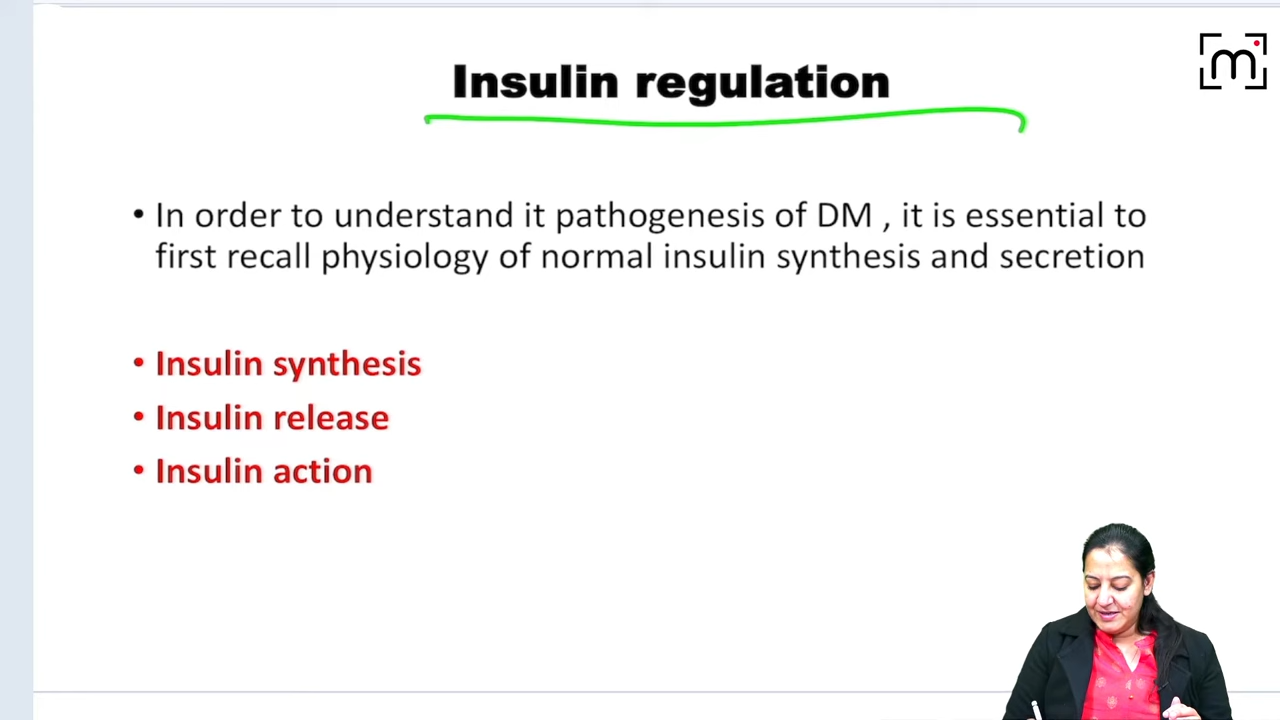 m
Insulin regulation
• In order to understand it pathogenesis of DM , it is essential to
first recall physiology of normal insulin synthesis and secretion
• Insulin synthesis
• Insulin release
• Insulin action